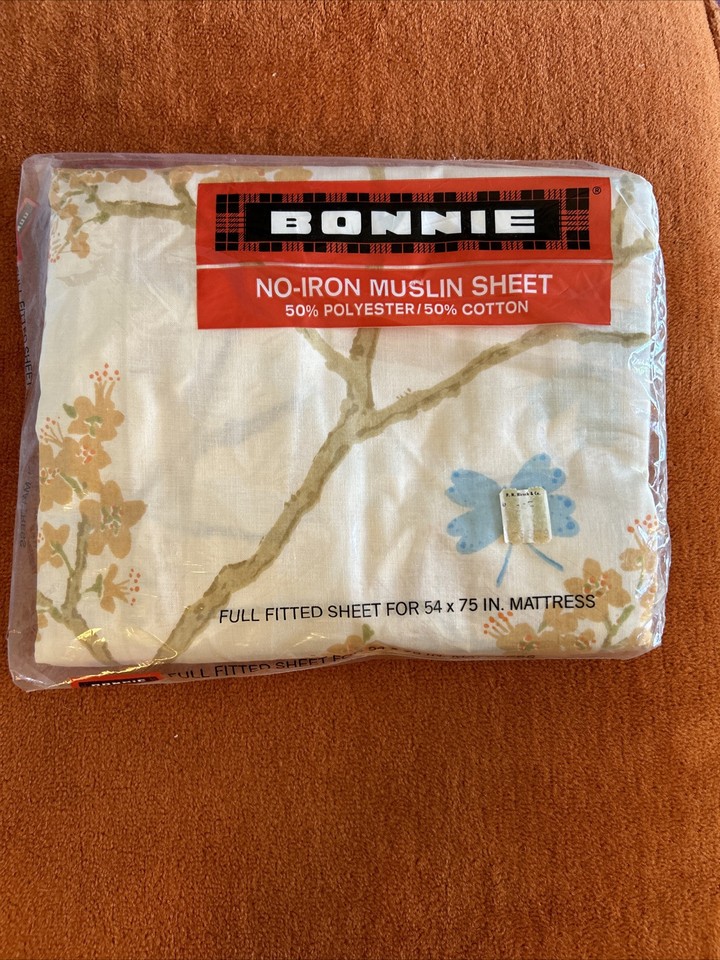 BONNIE®
NO-IRON MUSLIN SHEET
50% POLYESTER/50% COTTON
FULL FITTED SHEET FOR 54 x 75 IN. MATTRESS
BONNIE
FULL FITTED SHEET